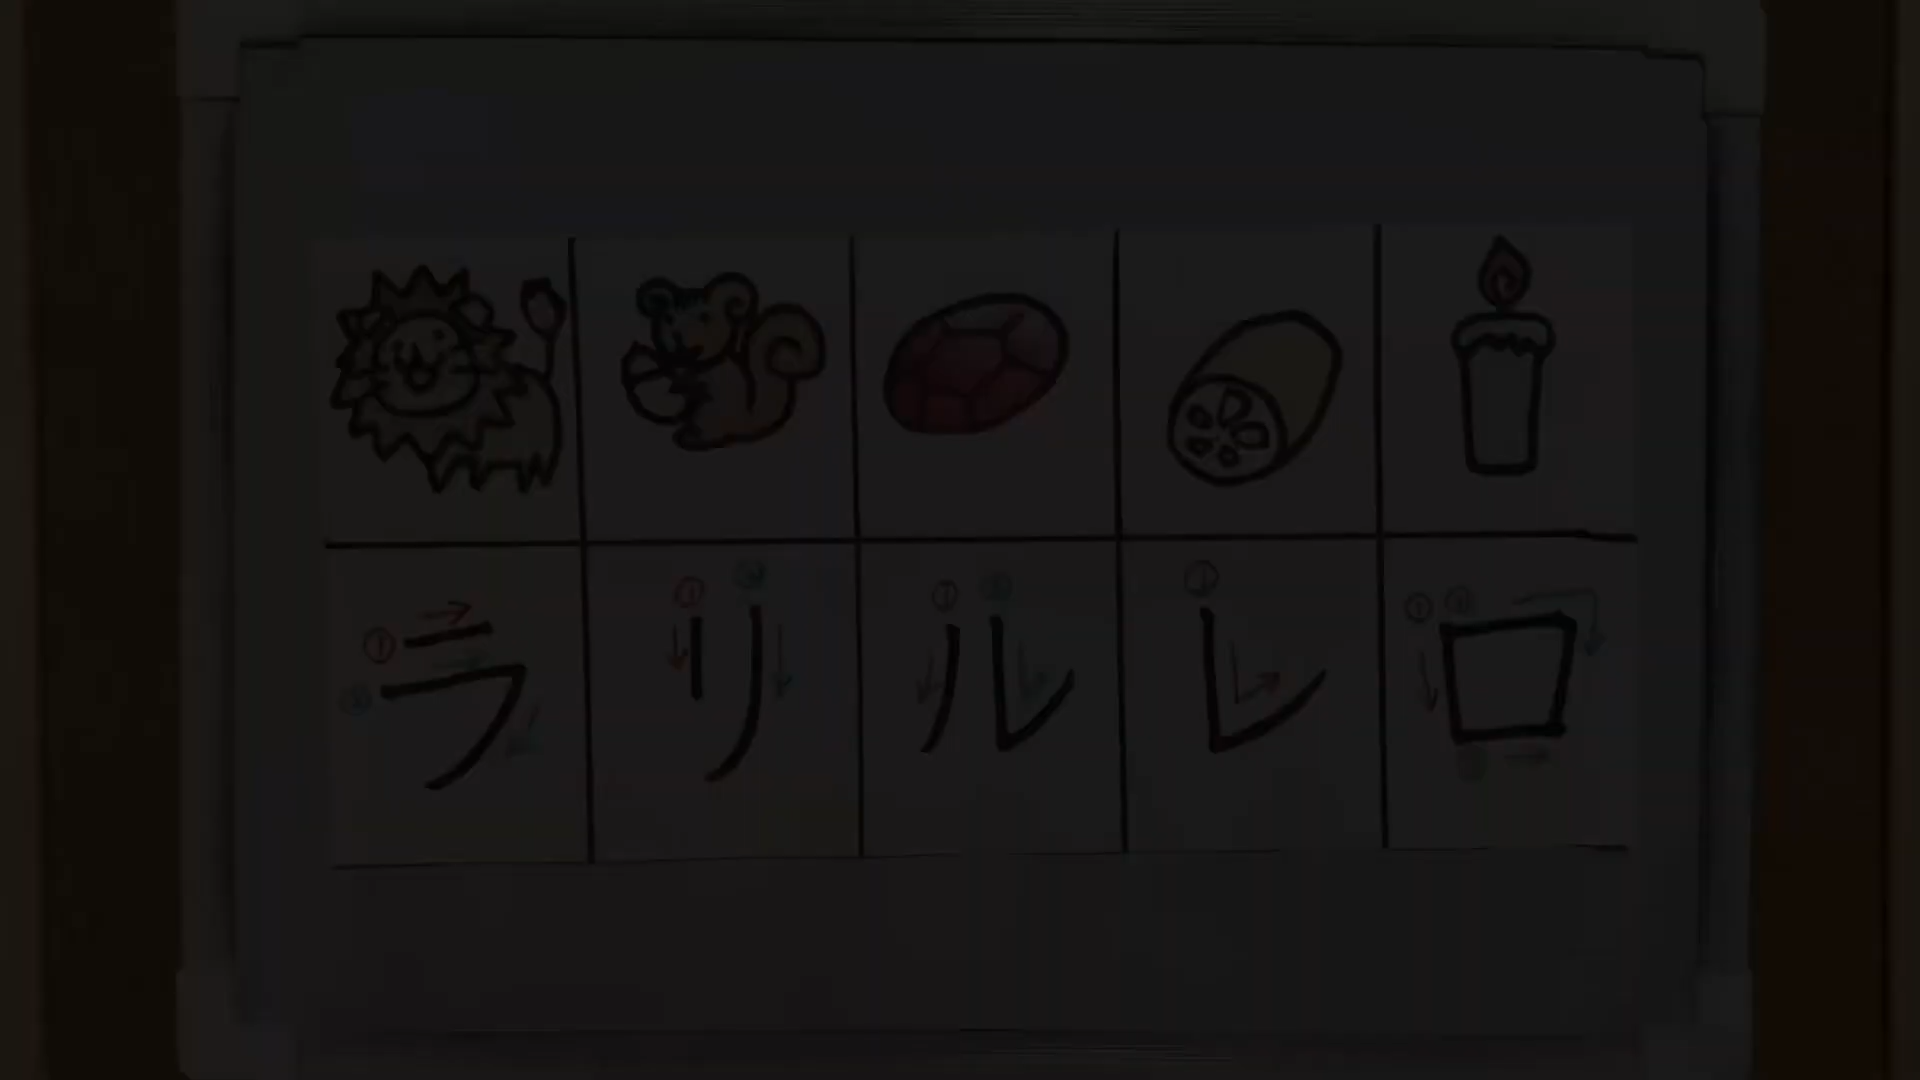 ラ リ ル レ ロ